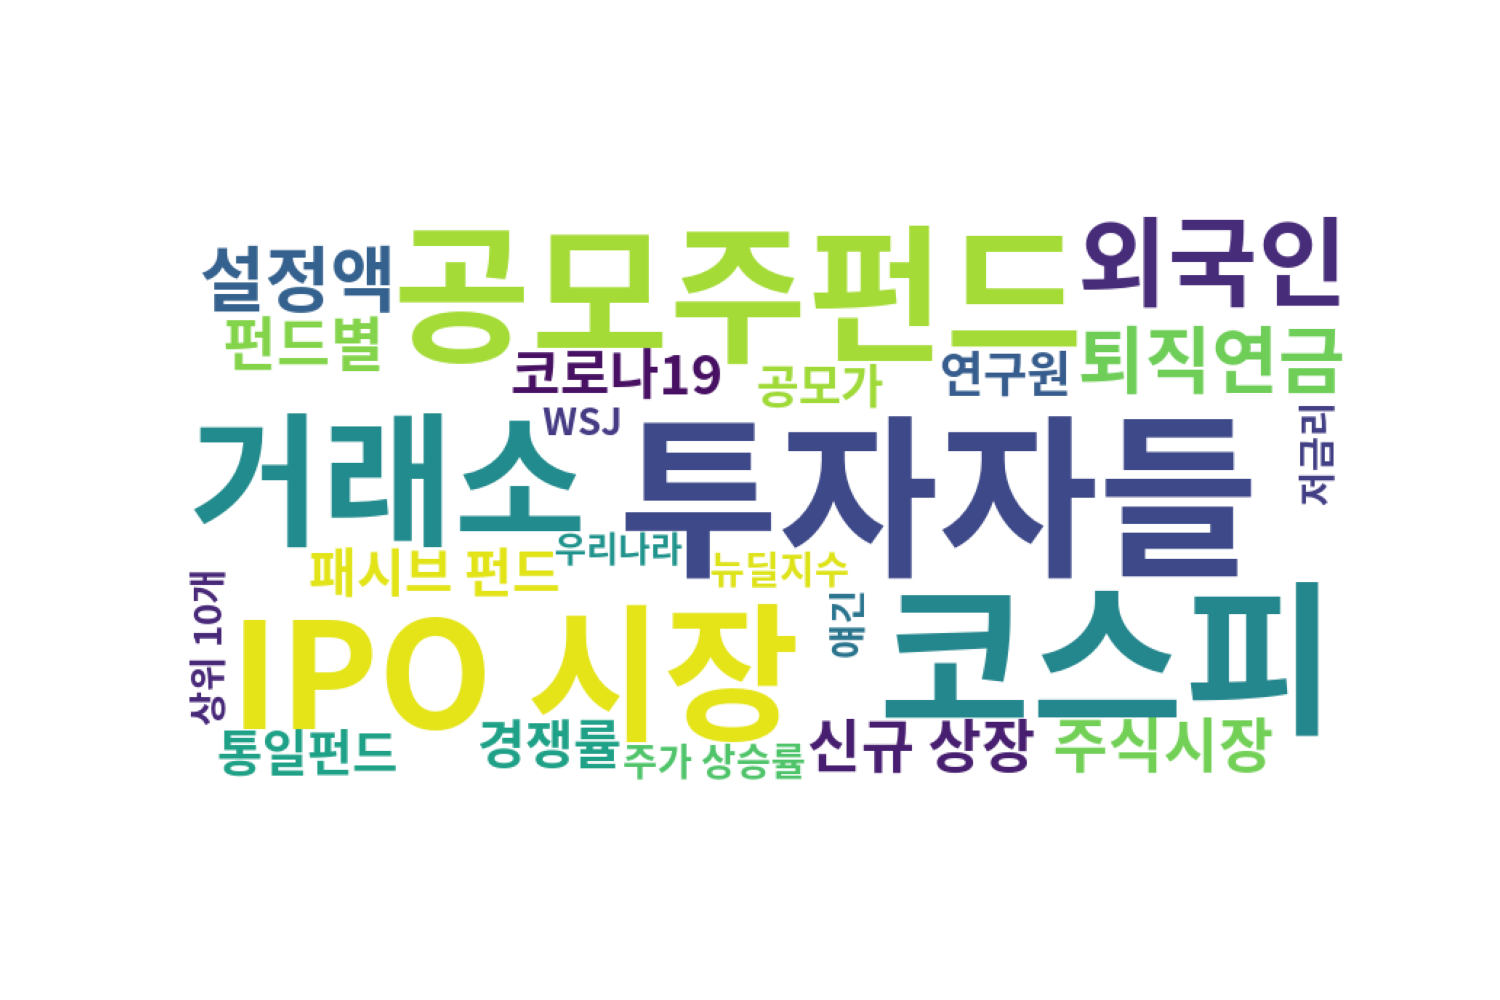 설정액
공모주펀드
외국인
펀드별
코로나19
공모가
연구원
퇴직연금
거래소
WSJ
투자자들
저금리
패시브 펀드
우리나라
뉴딜지수
상위 10개
IPO 시장
얘긴
코스피
통일펀드
경쟁률
주가 상승률
신규 상장
주식시장